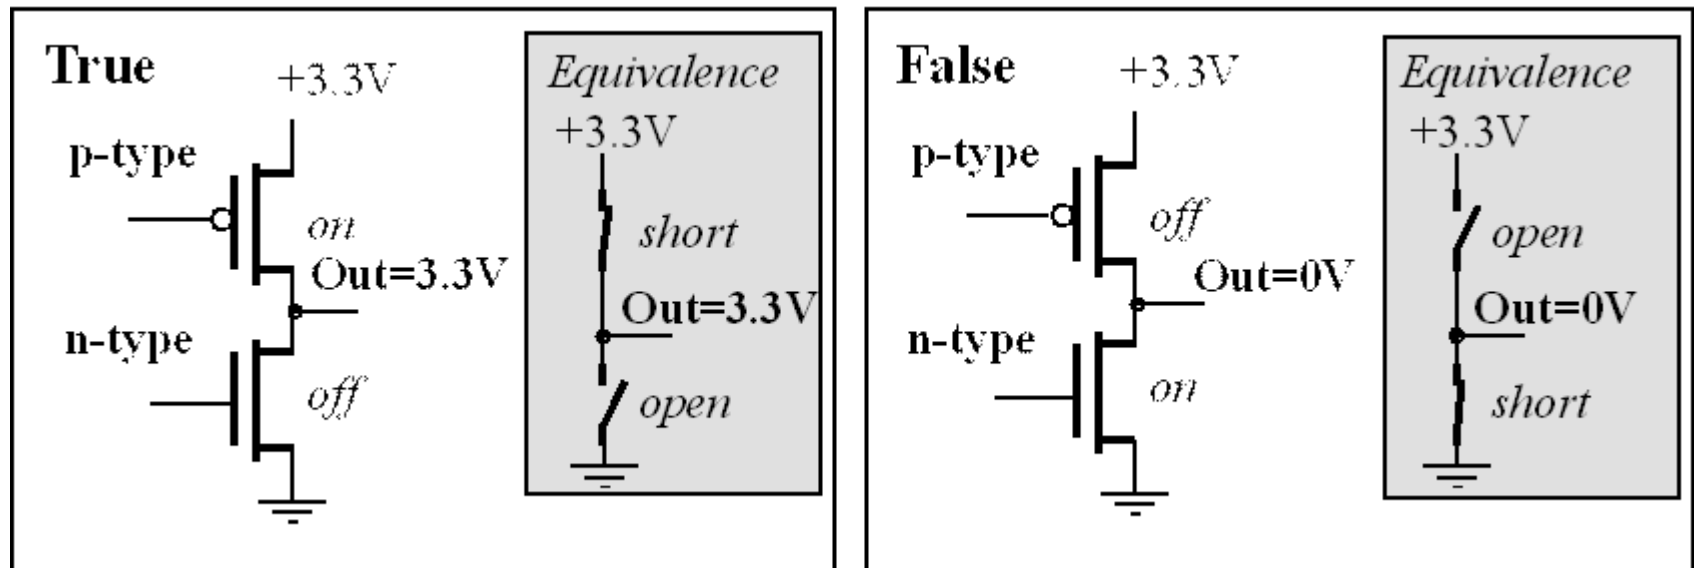 True
+3.3V
p-type
on
Out=3.3V
n-type
off
Equivalence
+3.3V
short
Out=3.3V
open
False
+3.3V
p-type
off
Out=0V
n-type
on
Equivalence
+3.3V
open
Out=0V
short